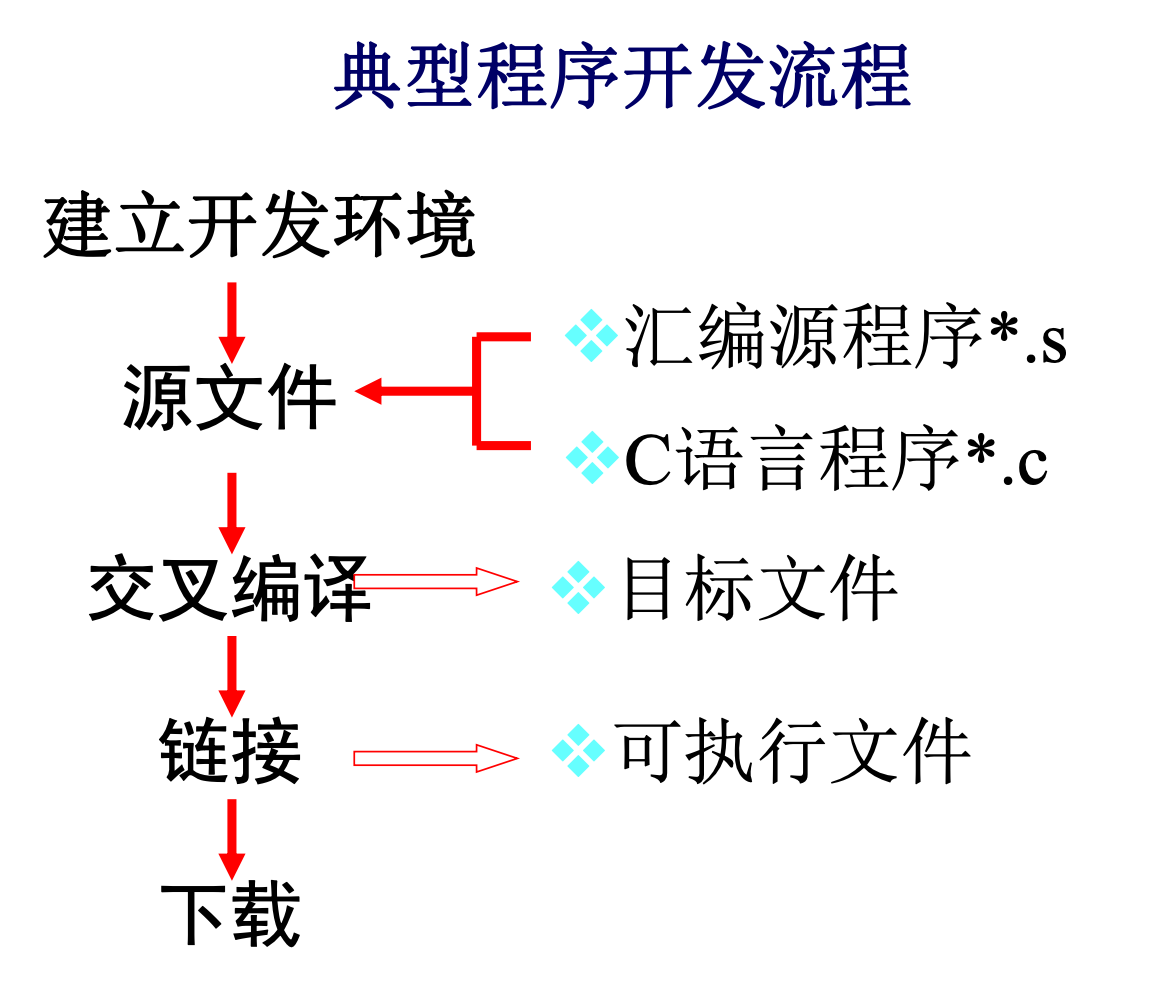 典型程序开发流程
建立开发环境
汇编源程序*.s
源文件
C语言程序*.c
交叉编译
目标文件
链接
可执行文件
下载